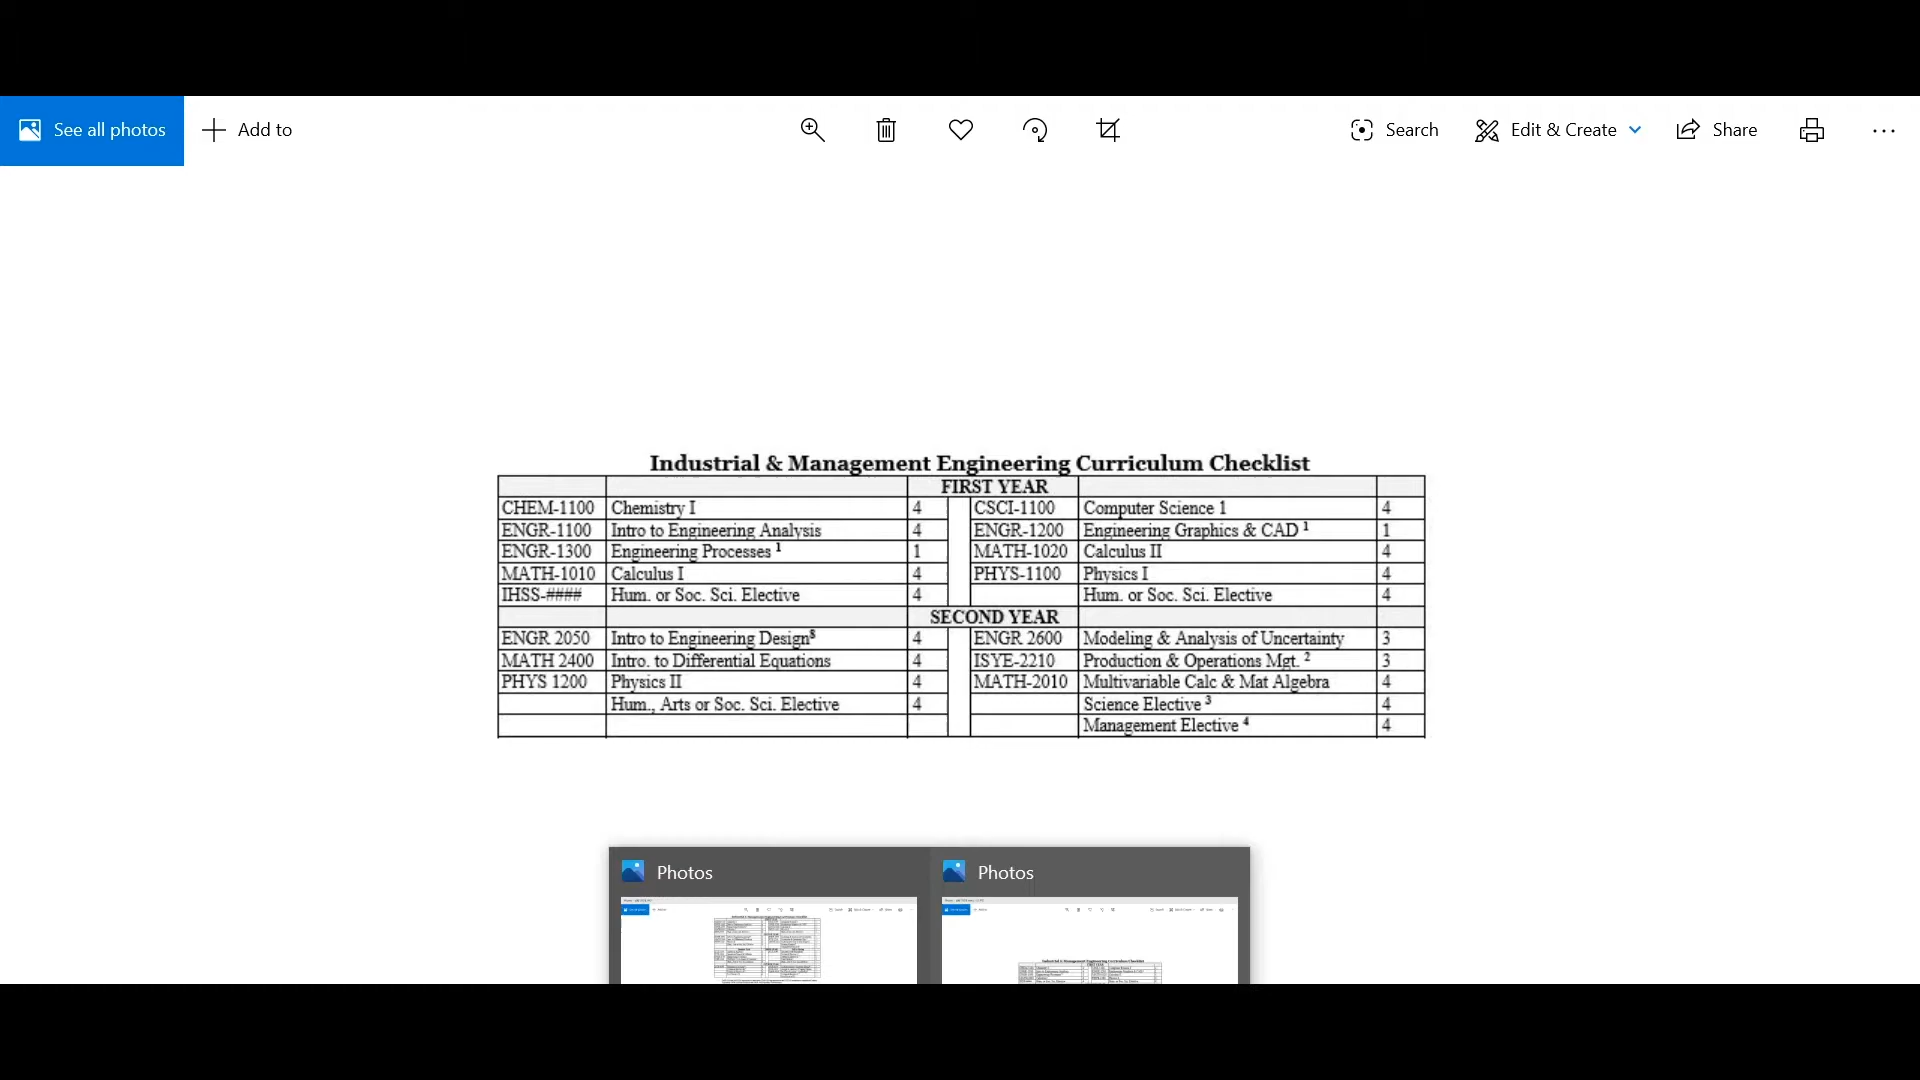 See all photos Add to Search Edit & Create Share
Industrial & Management Engineering Curriculum Checklist
FIRST YEAR
CHEM-1100 Chemistry I 4 CSCI-1100 Computer Science 1 4
ENGR-1100 Intro to Engineering Analysis 4 ENGR-1200 Engineering Graphics & CAD 1 1
ENGR-1300 Engineering Processes 1 1 MATH-1020 Calculus II 4
MATH-1010 Calculus I 4 PHYS-1100 Physics I 4
IHSS-#### Hum. or Soc. Sci. Elective 4 Hum. or Soc. Sci. Elective 4
SECOND YEAR
ENGR 2050 Intro to Engineering Design 4 ENGR 2600 Modeling & Analysis of Uncertainty 3
MATH 2400 Intro. to Differential Equations 4 ISYE-2210 Production & Operations Mgt. 2 3
PHYS 1200 Physics II 4 MATH-2010 Multivariable Calc & Mat Algebra 4
Hum., Arts or Soc. Sci. Elective 4 Science Elective 3 4
Management Elective 4 4
Photos Photos
Industrial & Management Engineering Curriculum Checklist